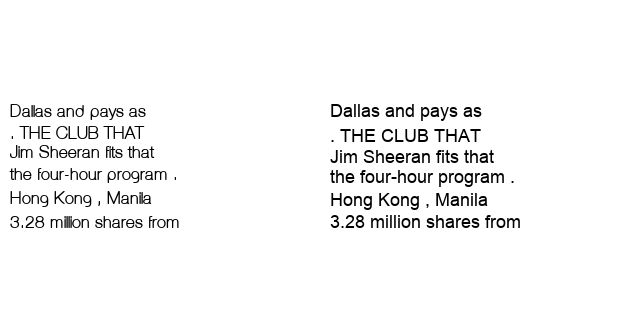 Dallas and pays as
. THE CLUB THAT
Jim Sheeran fits that
the four-hour program .
Hong Kong , Manila
3.28 million shares from
Dallas and pays as
. THE CLUB THAT
Jim Sheeran fits that
the four-hour program .
Hong Kong , Manila
3.28 million shares from